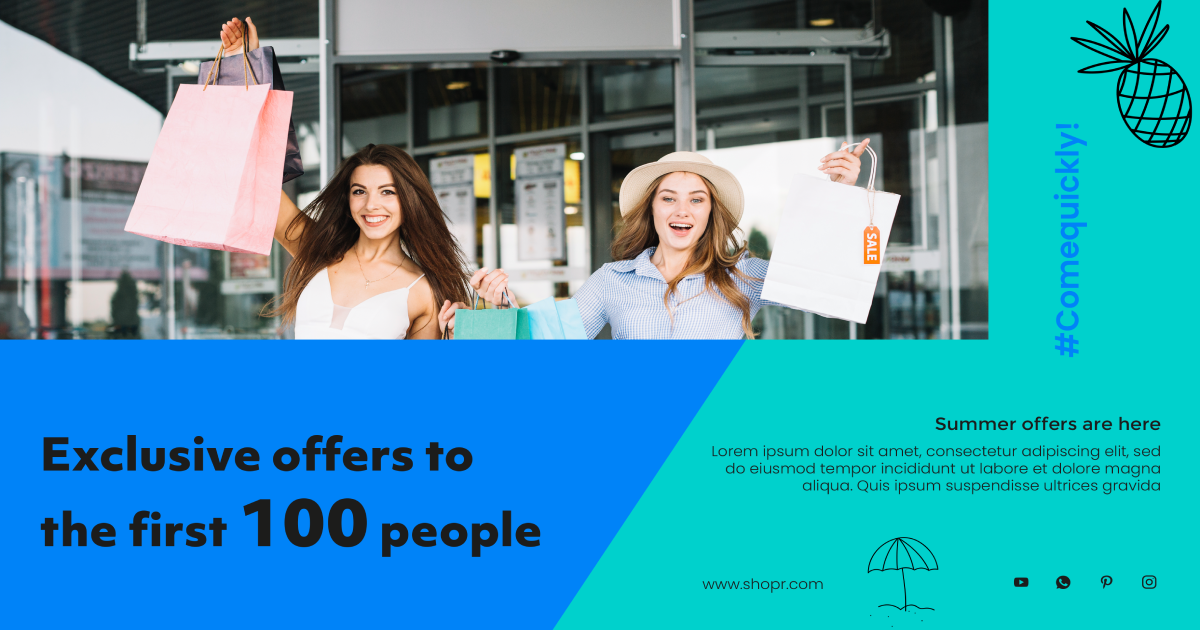 SALE
#Comequickly!
Exclusive offers to
the first 100 people
Summer offers are here
Lorem ipsum dolor sit amet, consectetur adipiscing elit, sed
do eiusmod tempor incididunt ut labore et dolore magna
aliqua. Quis ipsum suspendisse ultrices gravida
www.shopr.com